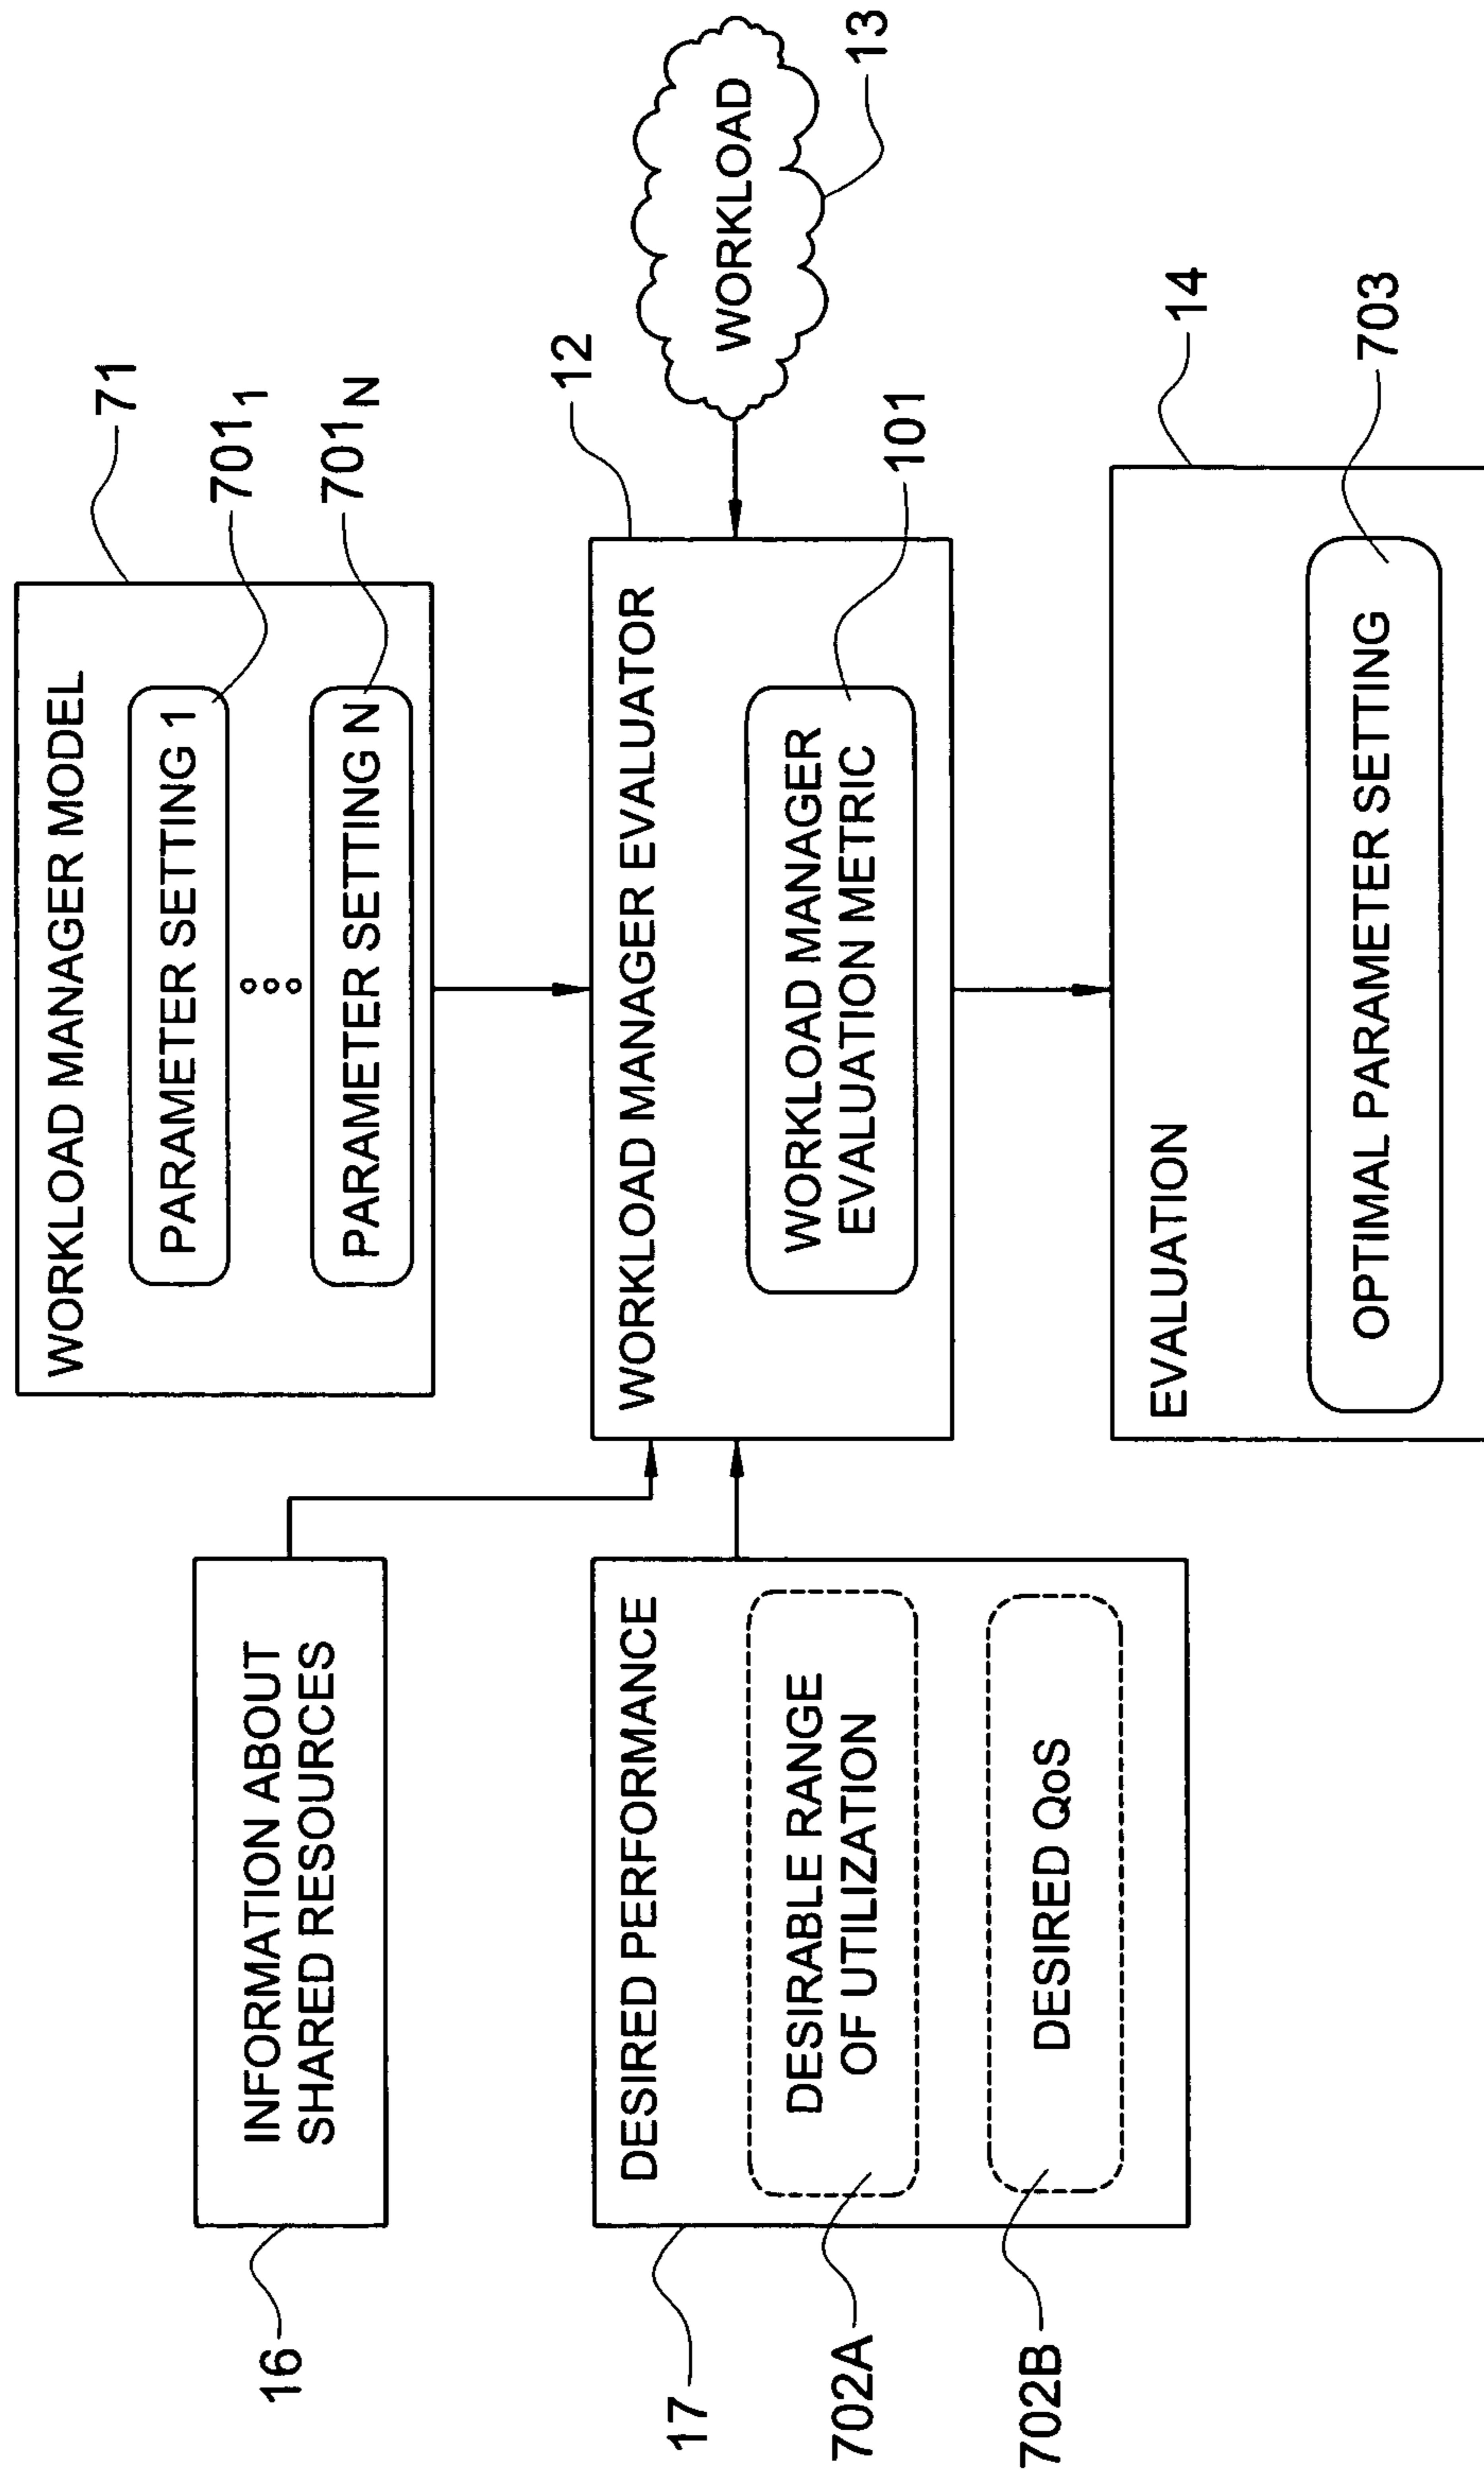 WORKLOAD MANAGER MODEL
71
PARAMETER SETTING 1
701 1
PARAMETER SETTING N
701 N
INFORMATION ABOUT
SHARED RESOURCES
16
WORKLOAD MANAGER EVALUATOR
12
WORKLOAD MANAGER
EVALUATION METRIC
101
WORKLOAD
13
DESIRED PERFORMANCE
17
DESIRABLE RANGE
OF UTILIZATION
702A
DESIRED QoS
702B
EVALUATION
14
OPTIMAL PARAMETER SETTING
703